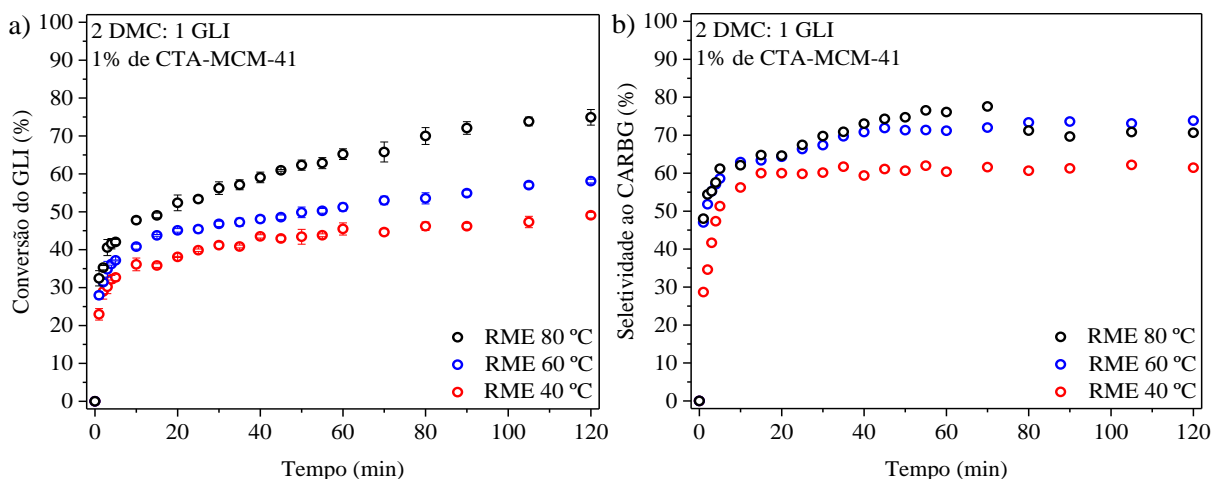 a)
2 DMC: 1 GLI
1% de CTA-MCM-41
Conversão do GLI (%)
100
90
80
70
60
50
40
30
20
10
0
RME 80 ºC
RME 60 ºC
RME 40 ºC
0 20 40 60 80 100 120
Tempo (min)
b)
2 DMC: 1 GLI
1% de CTA-MCM-41
Seletividade ao CARBG (%)
100
90
80
70
60
50
40
30
20
10
0
RME 80 ºC
RME 60 ºC
RME 40 ºC
0 20 40 60 80 100 120
Tempo (min)